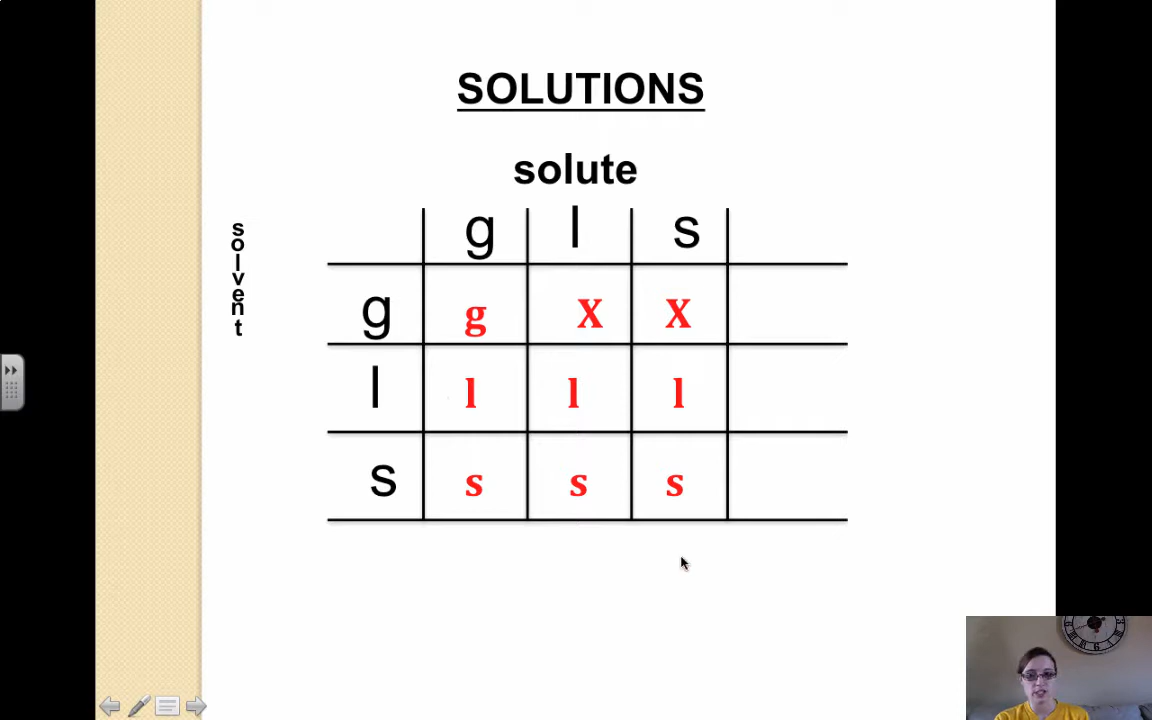 SOLUTIONS
solute
solvent
g l s
g g X X
l l l l
s s s s